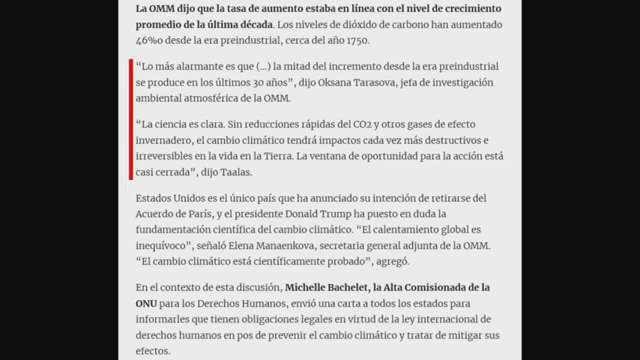 La OMM dijo que la tasa de aumento estaba en línea con el nivel de crecimiento
promedio de la última década. Los niveles de dióxido de carbono han aumentado
46%o desde la era preindustrial, cerca del año 1750.
“Lo más alarmante es que (...) la mitad del incremento desde la era preindustrial
se produce en los últimos 30 años”, dijo Oksana Tarasova, jefa de investigación
ambiental atmosférica de la OMM.
“La ciencia es clara. Sin reducciones rápidas del CO2 y otros gases de efecto
invernadero, el cambio climático tendrá impactos cada vez más destructivos e
irreversibles en la vida en la Tierra. La ventana de oportunidad para la acción está
casi cerrada”, dijo Taalas.
Estados Unidos es el único país que ha anunciado su intención de retirarse del
Acuerdo de París, y el presidente Donald Trump ha puesto en duda la
fundamentación científica del cambio climático. “El calentamiento global es
inequívoco”, señaló Elena Manaenkova, secretaria general adjunta de la OMM.
“El cambio climático está científicamente probado”, agregó.
En el contexto de esta discusión, Michelle Bachelet, la Alta Comisionada de la
ONU para los Derechos Humanos, envió una carta a todos los estados para
informarles que tienen obligaciones legales en virtud de la ley internacional de
derechos humanos en pos de prevenir el cambio climático y tratar de mitigar sus
efectos.